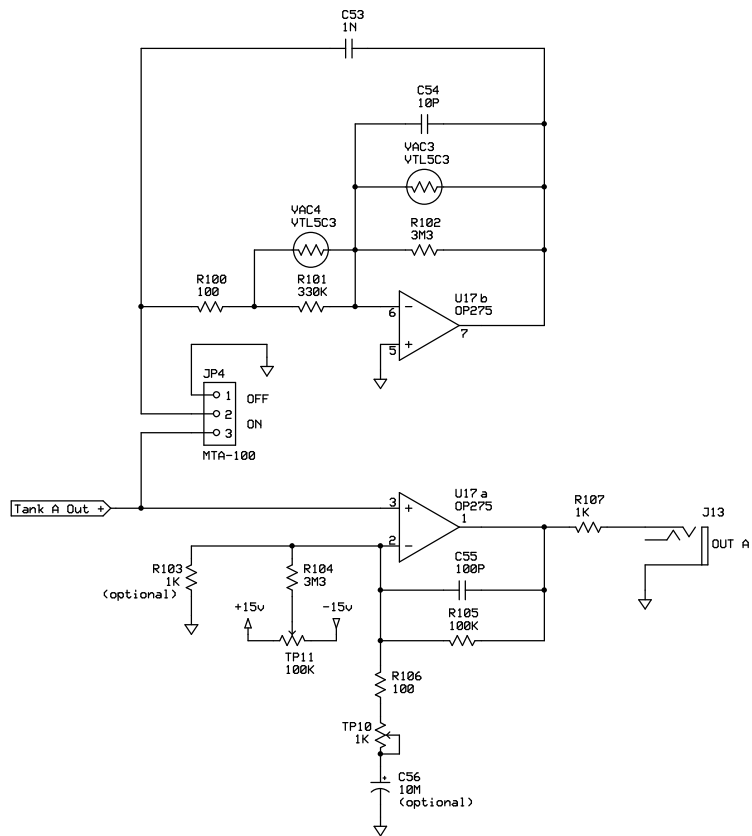 C53
1N
C54
10P
VAC3
VTL5C3
VAC4
VTL5C3
R102
3M3
R100
100
R101
330K
U17b
OP275
6
-
7
5
+
JP4
1
OFF
2
ON
3
MTA-100
Tank A Out +
3
+
U17a
OP275
1
2
-
R107
1K
J13
OUT A
R103
1K
(optional)
R104
3M3
C55
100P
+15v
-15v
R105
100K
TP11
100K
R106
100
TP10
1K
+
C56
10M
(optional)